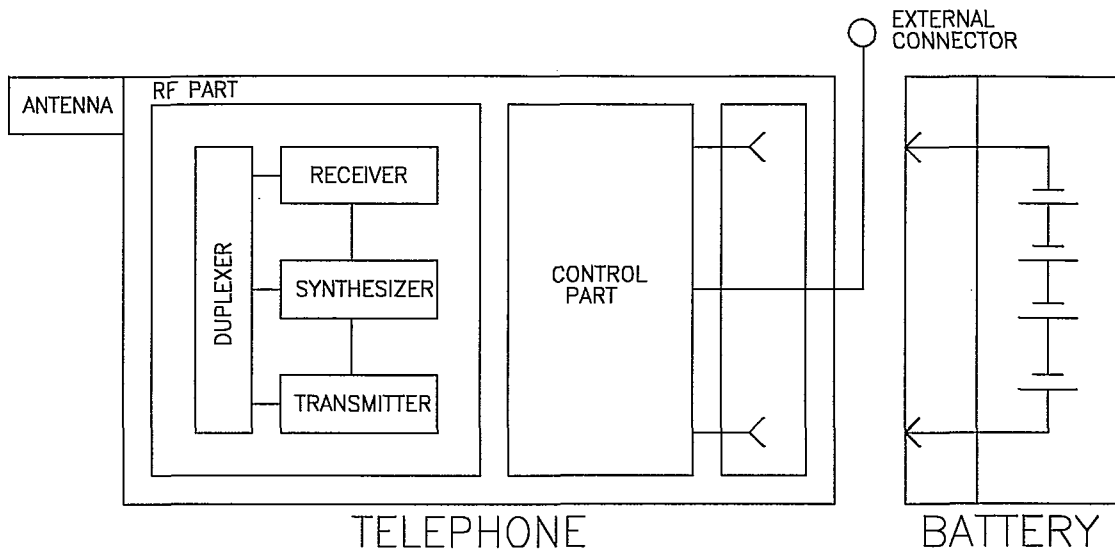 EXTERNAL
CONNECTOR
ANTENNA
RF PART
RECEIVER
DUPLEXER
SYNTHESIZER
TRANSMITTER
CONTROL
PART
TELEPHONE
BATTERY